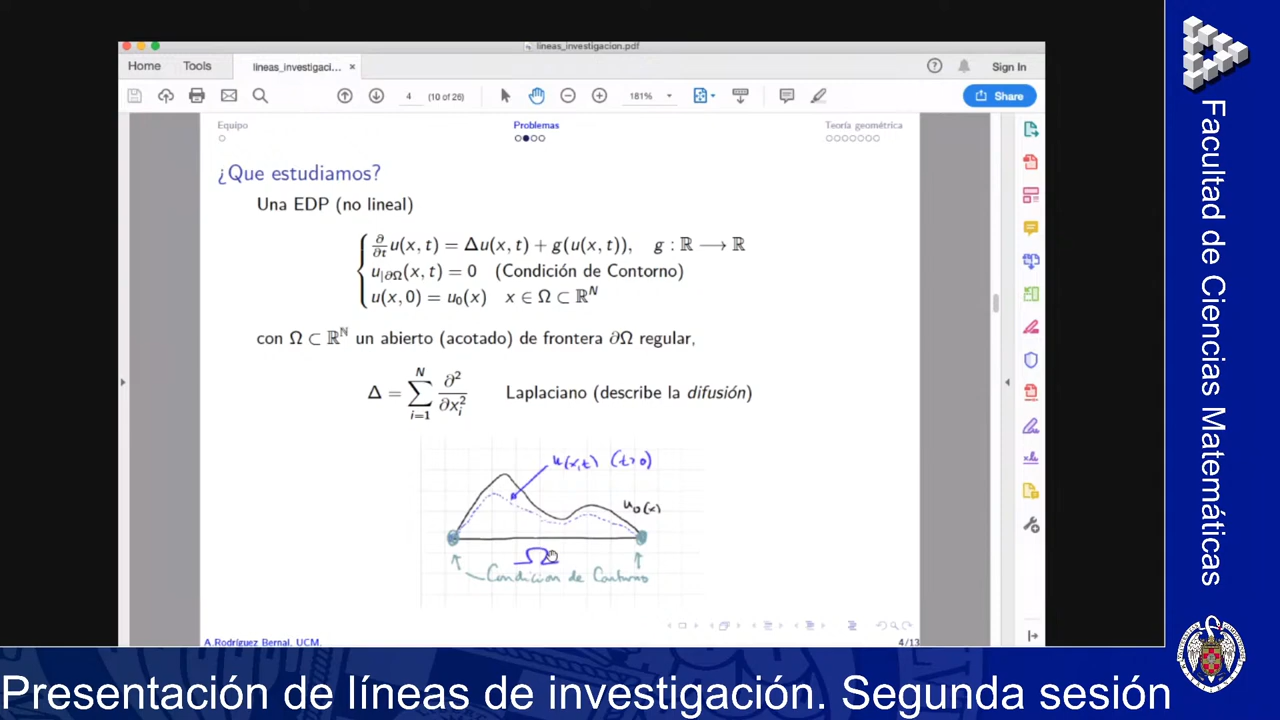 lineas_investigacion.pdf
Home Tools lineas_investigaci... × Sign In
4 (10 of 26) 181% Share
Equipo Problemas Teoría geométrica
¿Que estudiamos?
Una EDP (no lineal)
∂/∂t u(x, t) = Δu(x, t) + g(u(x, t)), g : ℝ ⟶ ℝ
u|∂Ω(x, t) = 0 (Condición de Contorno)
u(x, 0) = u₀(x) x ∈ Ω ⊂ ℝᴺ
con Ω ⊂ ℝᴺ un abierto (acotado) de frontera ∂Ω regular,
Δ = ∑ᵢ₌₁ᴺ ∂²/∂xᵢ² Laplaciano (describe la difusión)
u(x,t) (t>0)
u₀(x)
Ω
Condicion de Contorno
A.Rodríguez Bernal, UCM 4/13
Facultad de Ciencias Matemáticas
Presentación de líneas de investigación. Segunda sesión